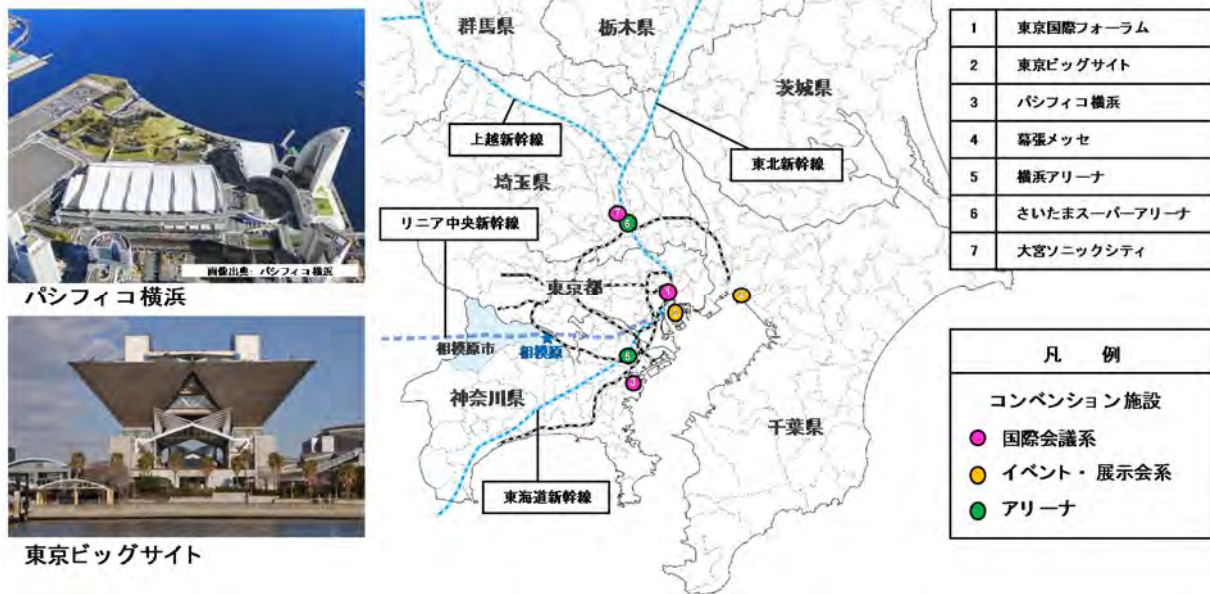 画像出典: パシフィコ横浜
パシフィコ横浜
東京ビッグサイト
群馬県
栃木県
茨城県
上越新幹線
東北新幹線
埼玉県
リニア中央新幹線
7
6
東京都
1
2
相模原市
相模原
5
3
神奈川県
千葉県
東海道新幹線
1 東京国際フォーラム
2 東京ビッグサイト
3 パシフィコ横浜
4 幕張メッセ
5 横浜アリーナ
6 さいたまスーパーアリーナ
7 大宮ソニックシティ
凡 例
コンベンション施設
国際会議系
イベント・展示会系
アリーナ